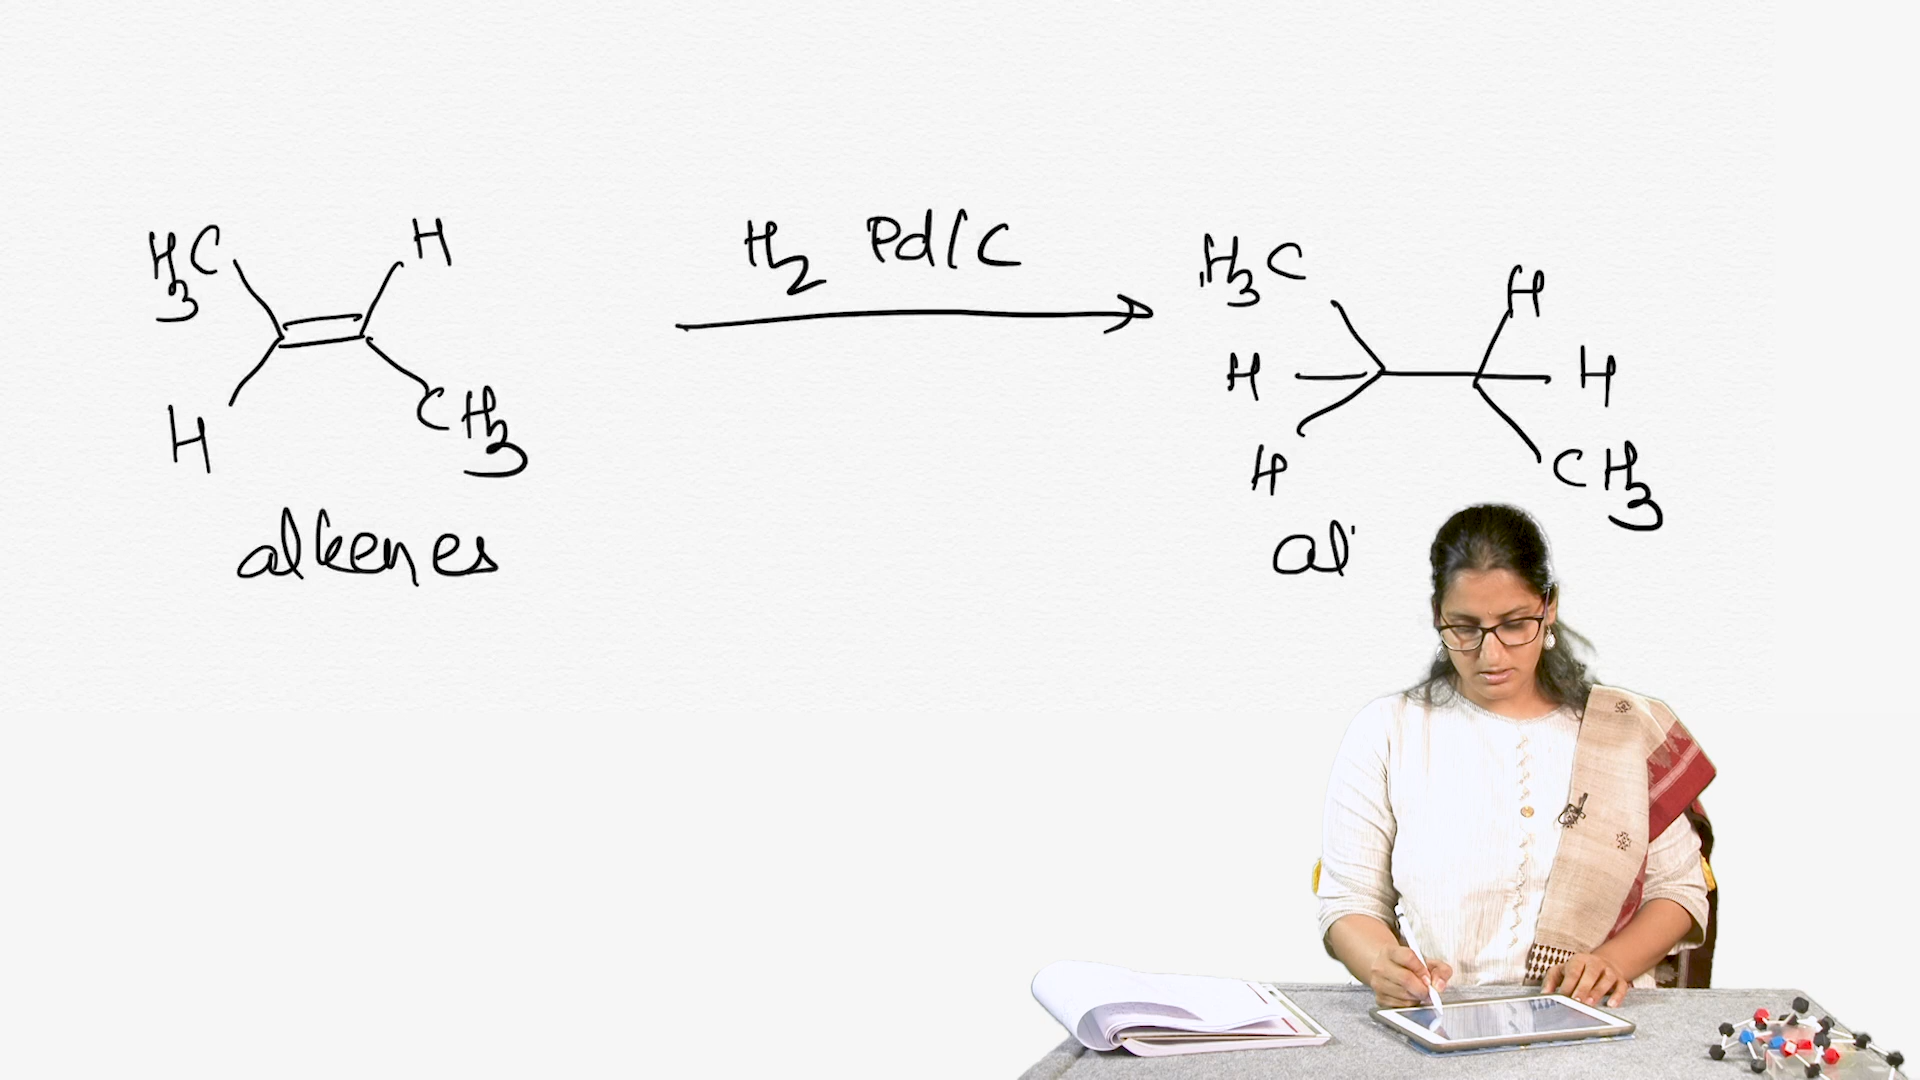 H3C H
H CH3
alkenes
H2 Pd/C
H3C H
H H
H CH3
al